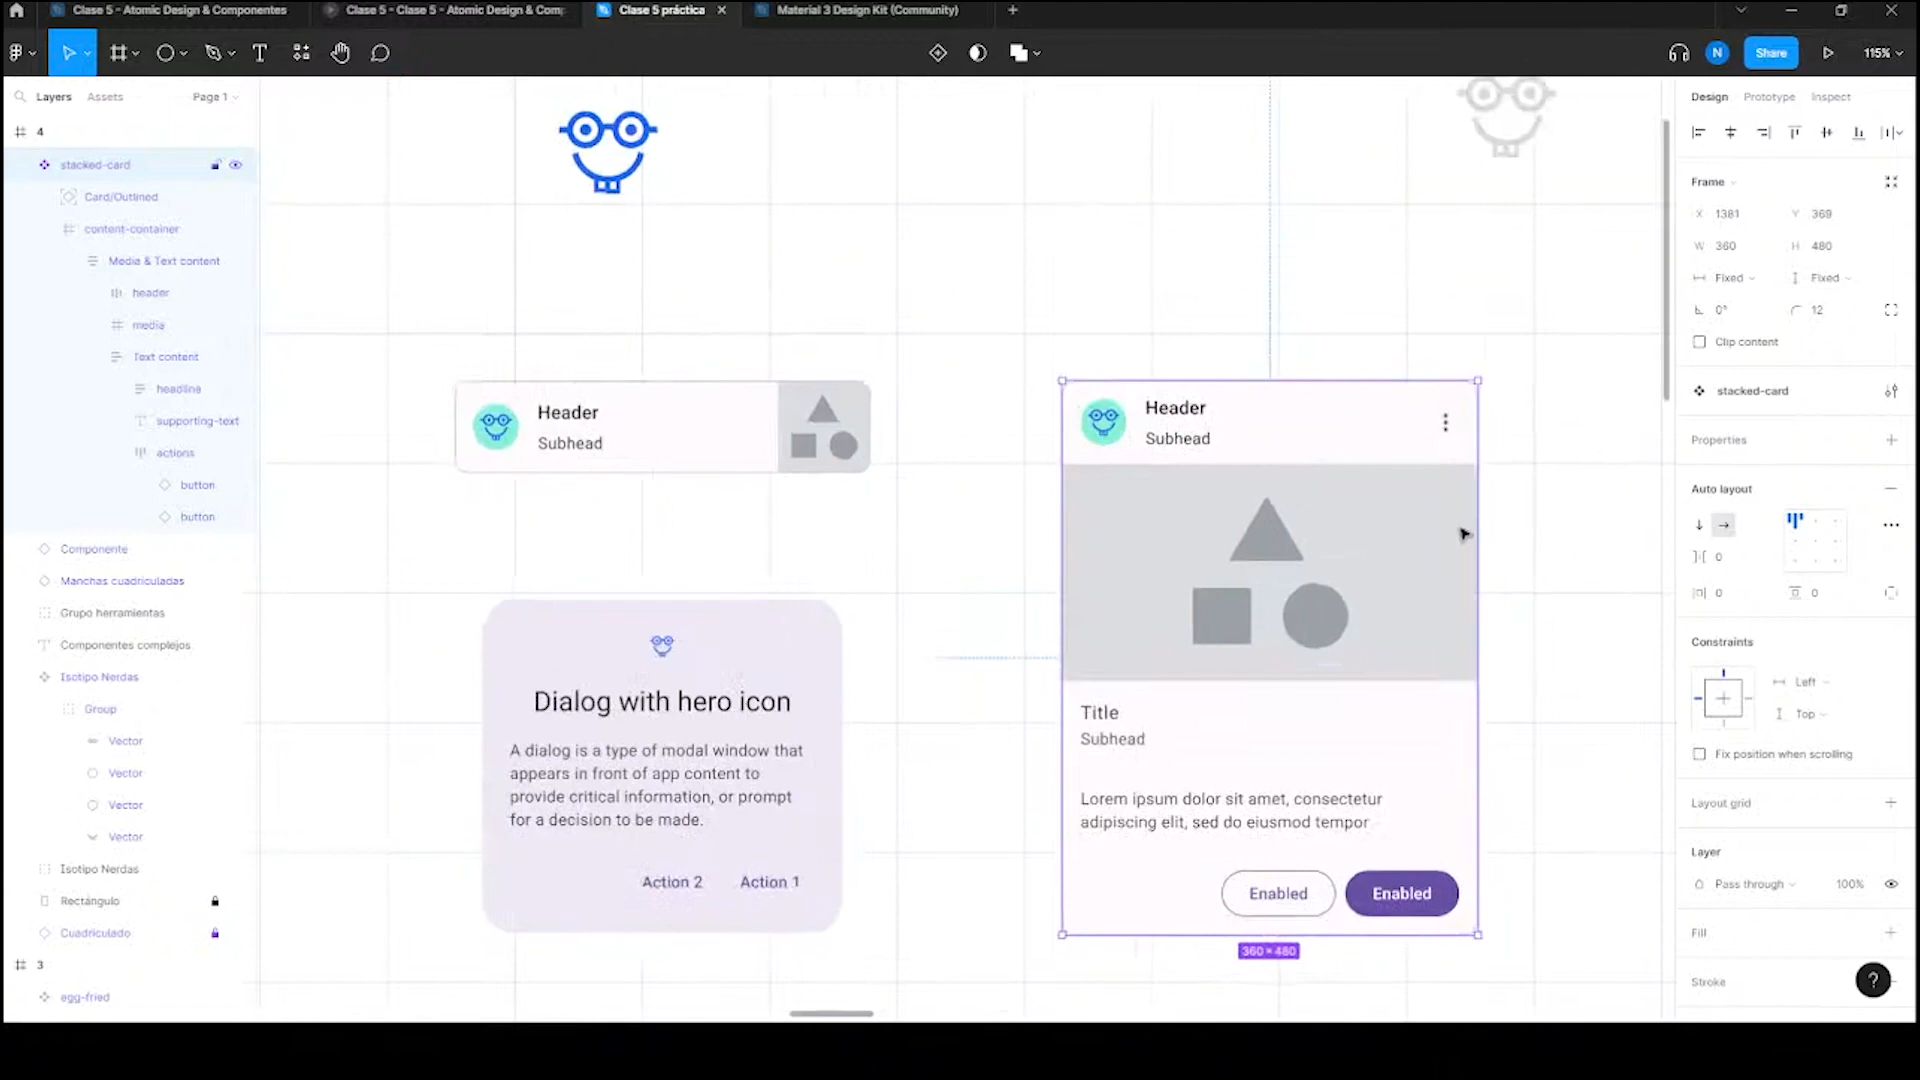 Clase 5 - Atomic Design & Componentes
Clase 5 - Clase 5 - Atomic Design & Com
Clase 5 práctica
Material 3 Design Kit (Community)
N
Share
115%
Layers
Assets
Page 1
4
stacked-card
Card/Outlined
content-container
Media & Text content
header
media
Text content
headline
supporting-text
actions
button
button
Componente
Manchas cuadriculadas
Grupo herramientas
Componentes complejos
Isotipo Nerdas
Group
Vector
Vector
Vector
Vector
Isotipo Nerdas
Rectángulo
Cuadriculado
3
egg-fried
Header
Subhead
Dialog with hero icon
A dialog is a type of modal window that
appears in front of app content to
provide critical information, or prompt
for a decision to be made.
Action 2
Action 1
Header
Subhead
Title
Subhead
Lorem ipsum dolor sit amet, consectetur
adipiscing elit, sed do eiusmod tempor
Enabled
Enabled
360 × 480
Design
Prototype
Inspect
Frame
X 1381
Y 369
W 360
H 480
Fixed
Fixed
0°
12
Clip content
stacked-card
Properties
Auto layout
0
0
0
Constraints
Left
Top
Fix position when scrolling
Layout grid
Layer
Pass through
100%
Fill
Stroke
?